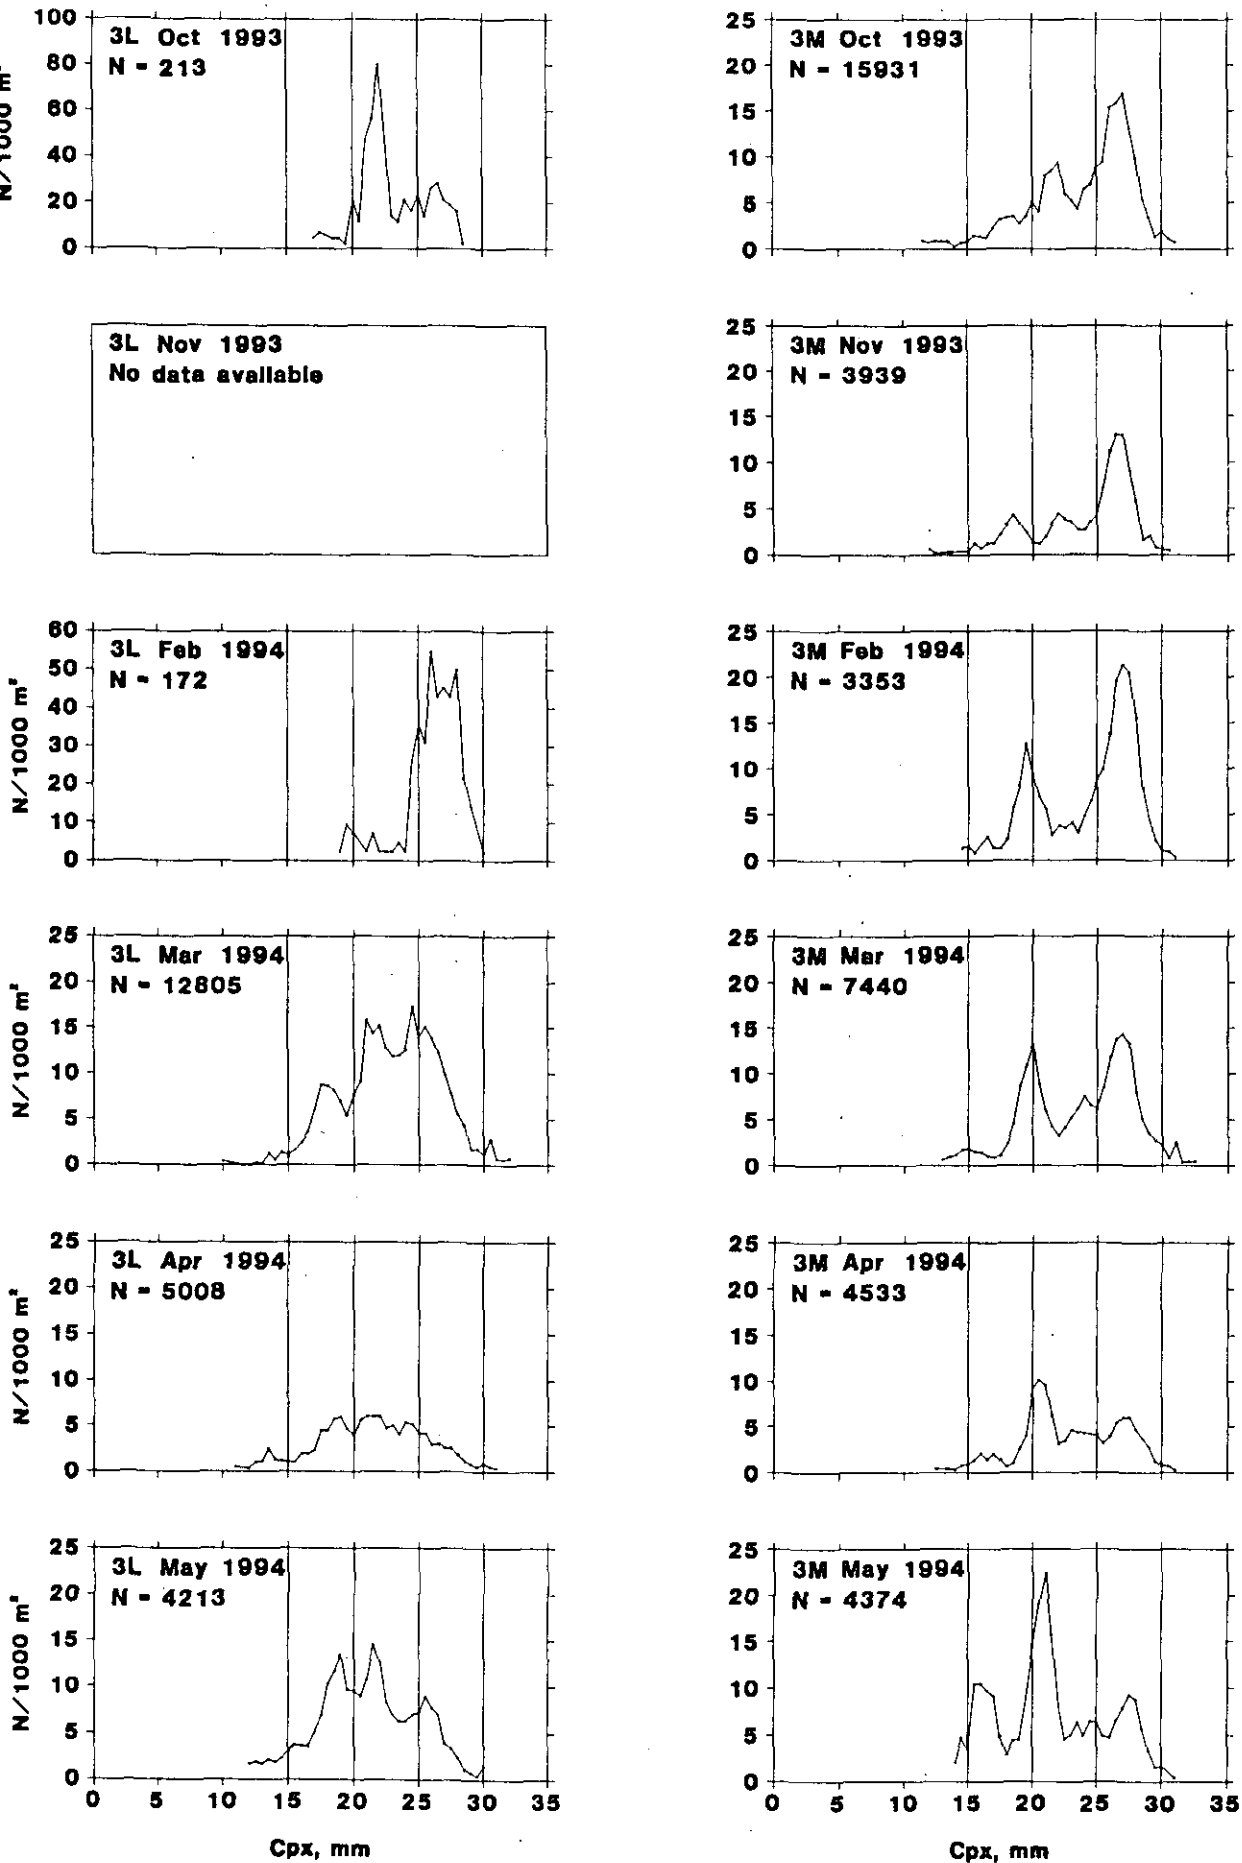 3L Oct 1993
N = 213
N/1000 m²
100
80
60
40
20
0
3M Oct 1993
N = 15931
25
20
15
10
5
0
3L Nov 1993
No data available
3M Nov 1993
N = 3939
25
20
15
10
5
0
3L Feb 1994
N = 172
N/1000 m²
60
50
40
30
20
10
0
3M Feb 1994
N = 3353
25
20
15
10
5
0
3L Mar 1994
N = 12805
N/1000 m²
25
20
15
10
5
0
3M Mar 1994
N = 7440
25
20
15
10
5
0
3L Apr 1994
N = 5008
N/1000 m²
25
20
15
10
5
0
3M Apr 1994
N = 4533
25
20
15
10
5
0
3L May 1994
N = 4213
N/1000 m²
25
20
15
10
5
0
0 5 10 15 20 25 30 35
Cpx, mm
3M May 1994
N = 4374
25
20
15
10
5
0
0 5 10 15 20 25 30 35
Cpx, mm